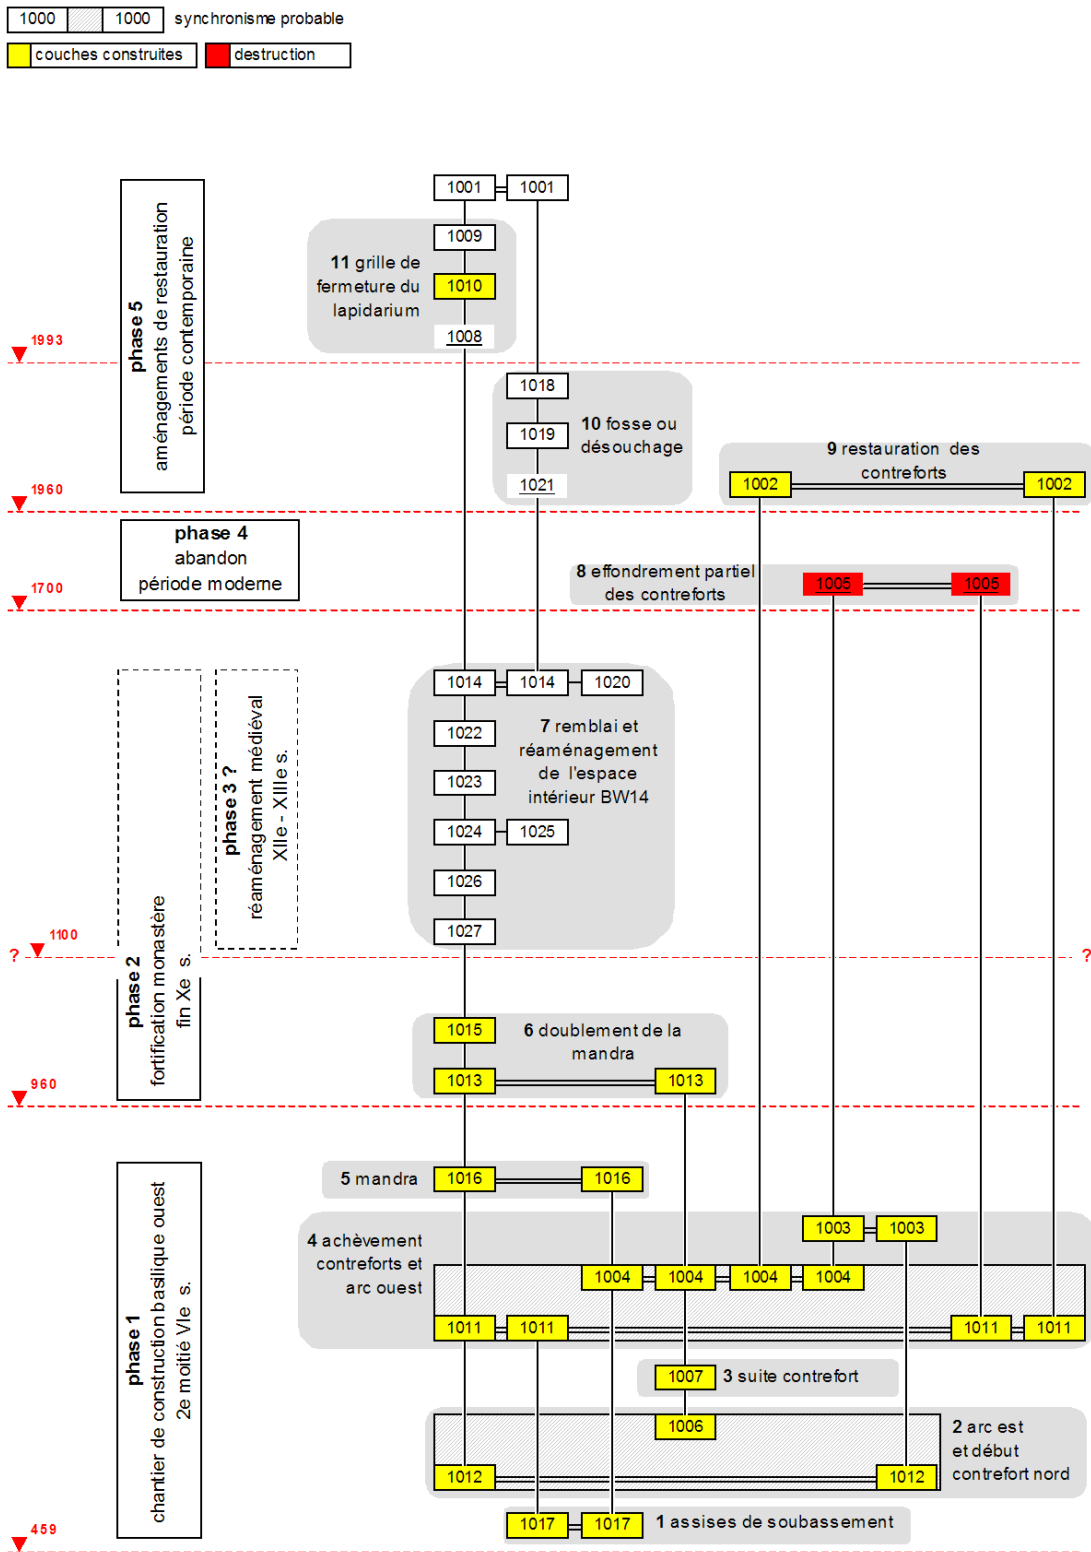 1000 1000 synchronisme probable
couches construites destruction
phase 5
aménagements de restauration
période contemporaine
1001 1001
1009
11 grille de
fermeture du
lapidarium
1010
1008
1993
1018
1019
10 fosse ou
désouchage
1021
9 restauration des
contreforts
1002 1002
1960
phase 4
abandon
période moderne
8 effondrement partiel
des contreforts
1005 1005
1700
phase 3 ?
réaménagement médiéval
XIIe - XIIIe s.
1014 1014 1020
1022
7 remblai et
réaménagement
de l'espace
intérieur BW14
1023
1024 1025
1026
1027
? 1100 ?
phase 2
fortification monastère
fin Xe s.
1015
6 doublement de la
mandra
1013 1013
960
phase 1
chantier de construction basilique ouest
2e moitié VIe s.
5 mandra
1016 1016
1003 1003
4 achèvement
contreforts et
arc ouest
1004 1004 1004 1004
1011 1011 1011 1011
1007 3 suite contrefort
1006
2 arc est
et début
contrefort nord
1012 1012
1017 1017 1 assises de soubassement
459